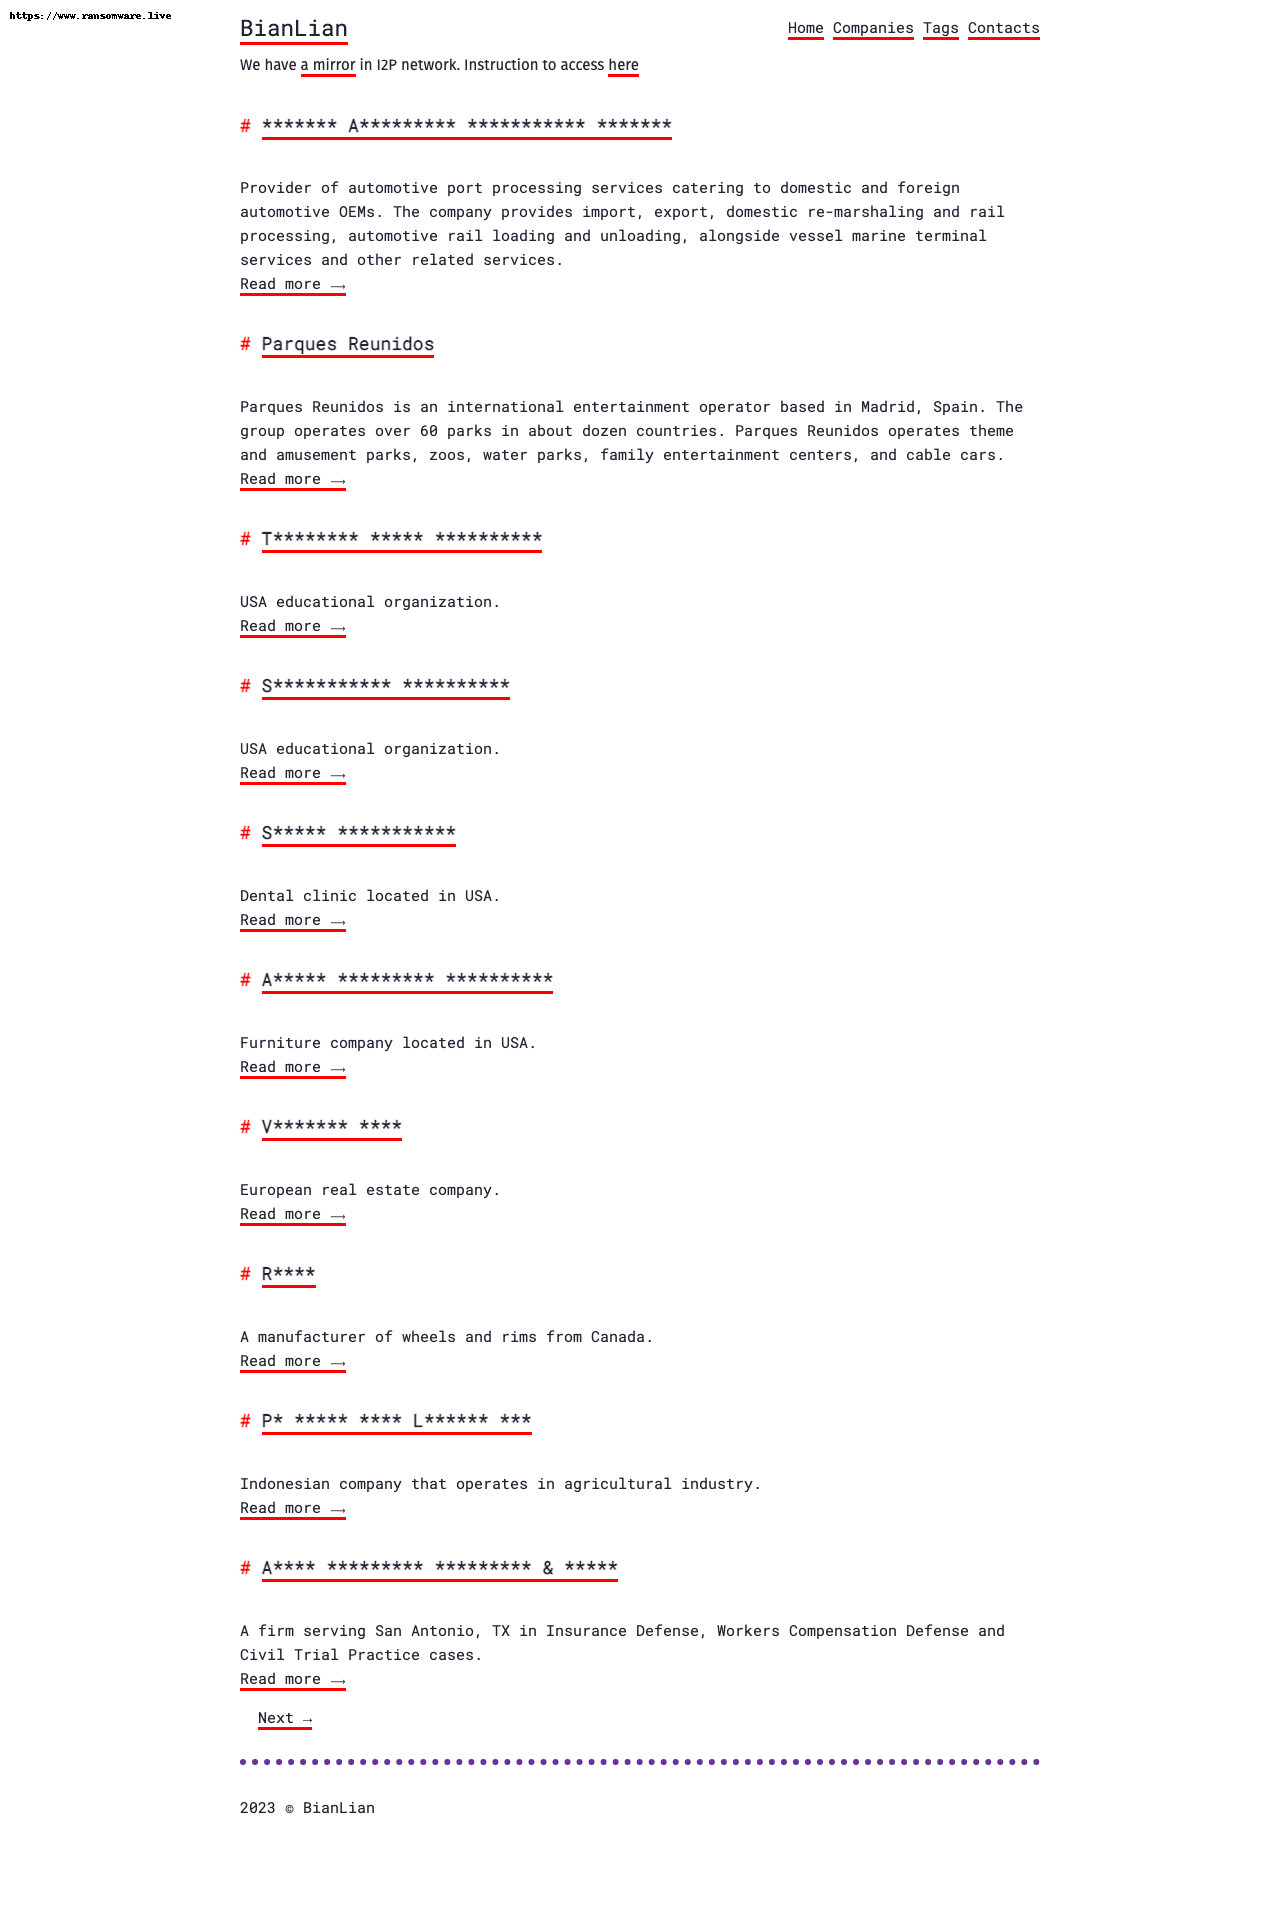 https://www.ransomware.live
BianLian
Home Companies Tags Contacts
We have a mirror in I2P network. Instruction to access here
# ******* A********* *********** *******
Provider of automotive port processing services catering to domestic and foreign
automotive OEMs. The company provides import, export, domestic re-marshaling and rail
processing, automotive rail loading and unloading, alongside vessel marine terminal
services and other related services.
Read more ⟶
# Parques Reunidos
Parques Reunidos is an international entertainment operator based in Madrid, Spain. The
group operates over 60 parks in about dozen countries. Parques Reunidos operates theme
and amusement parks, zoos, water parks, family entertainment centers, and cable cars.
Read more ⟶
# T******** ***** **********
USA educational organization.
Read more ⟶
# S*********** **********
USA educational organization.
Read more ⟶
# S***** ***********
Dental clinic located in USA.
Read more ⟶
# A***** ********* **********
Furniture company located in USA.
Read more ⟶
# V******* ****
European real estate company.
Read more ⟶
# R****
A manufacturer of wheels and rims from Canada.
Read more ⟶
# P* ***** **** L****** ***
Indonesian company that operates in agricultural industry.
Read more ⟶
# A**** ********* ********* & *****
A firm serving San Antonio, TX in Insurance Defense, Workers Compensation Defense and
Civil Trial Practice cases.
Read more ⟶
Next →
2023 © BianLian